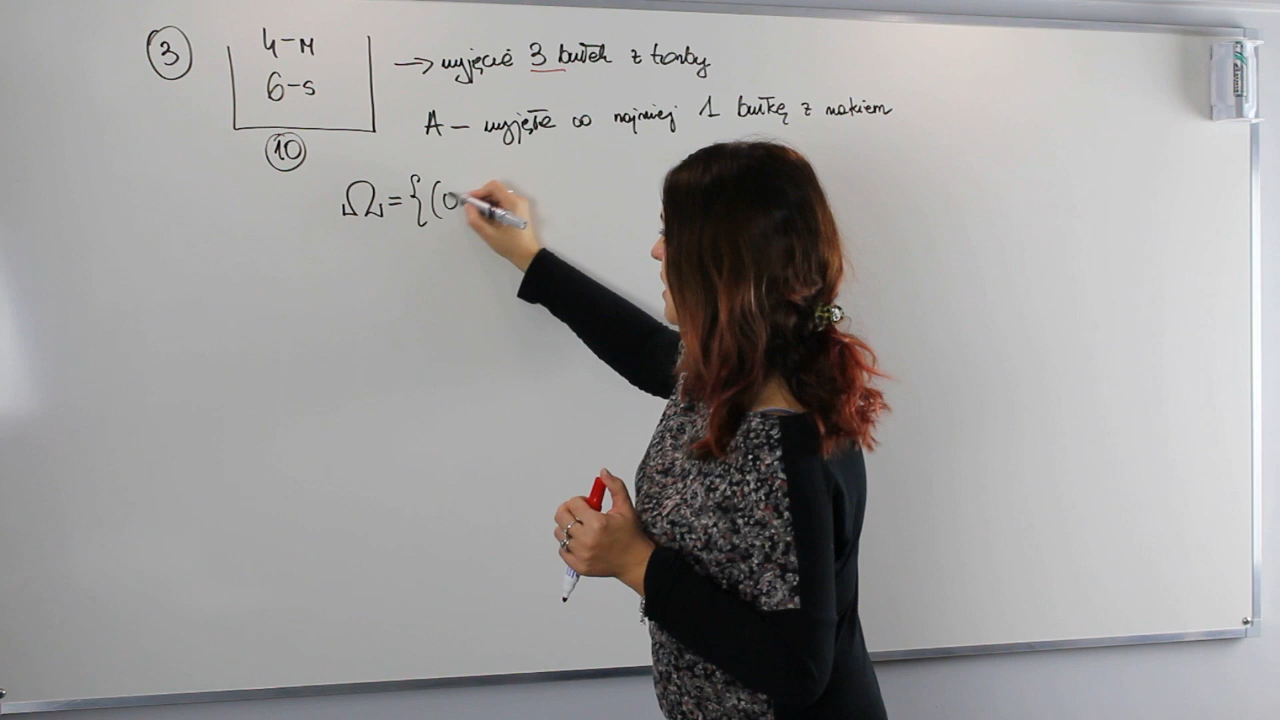 3
4-M
6-s
10
→ wyjęcie 3 bułek z torby
A – wyjęte co najmniej 1 bułkę z makiem
Ω = {(0